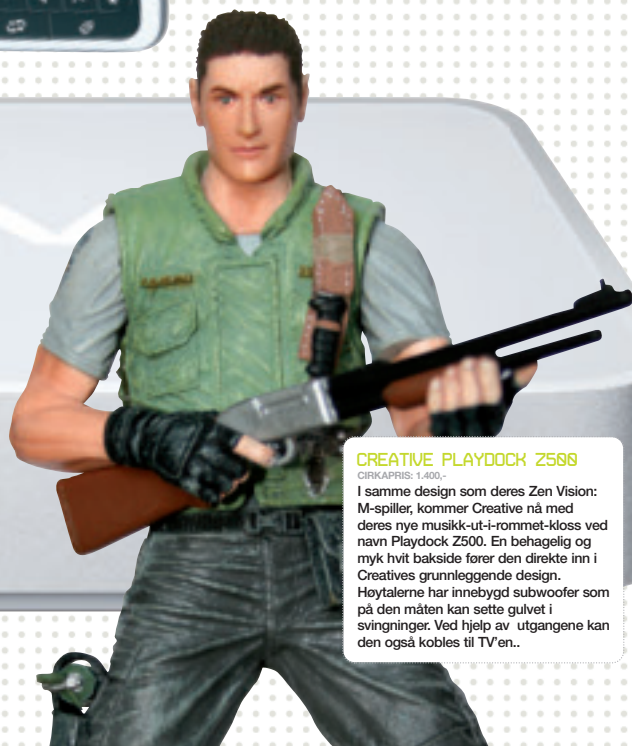 CREATIVE PLAYDOCK Z500
CIRKAPRIS: 1.400,-
I samme design som deres Zen Vision:
M-spiller, kommer Creative nå med
deres nye musikk-ut-i-rommet-kloss ved
navn Playdock Z500. En behagelig og
myk hvit bakside fører den direkte inn i
Creatives grunnleggende design.
Høytalerne har innebygd subwoofer som
på den måten kan sette gulvet i
svingninger. Ved hjelp av  utgangene kan
den også kobles til TV'en..